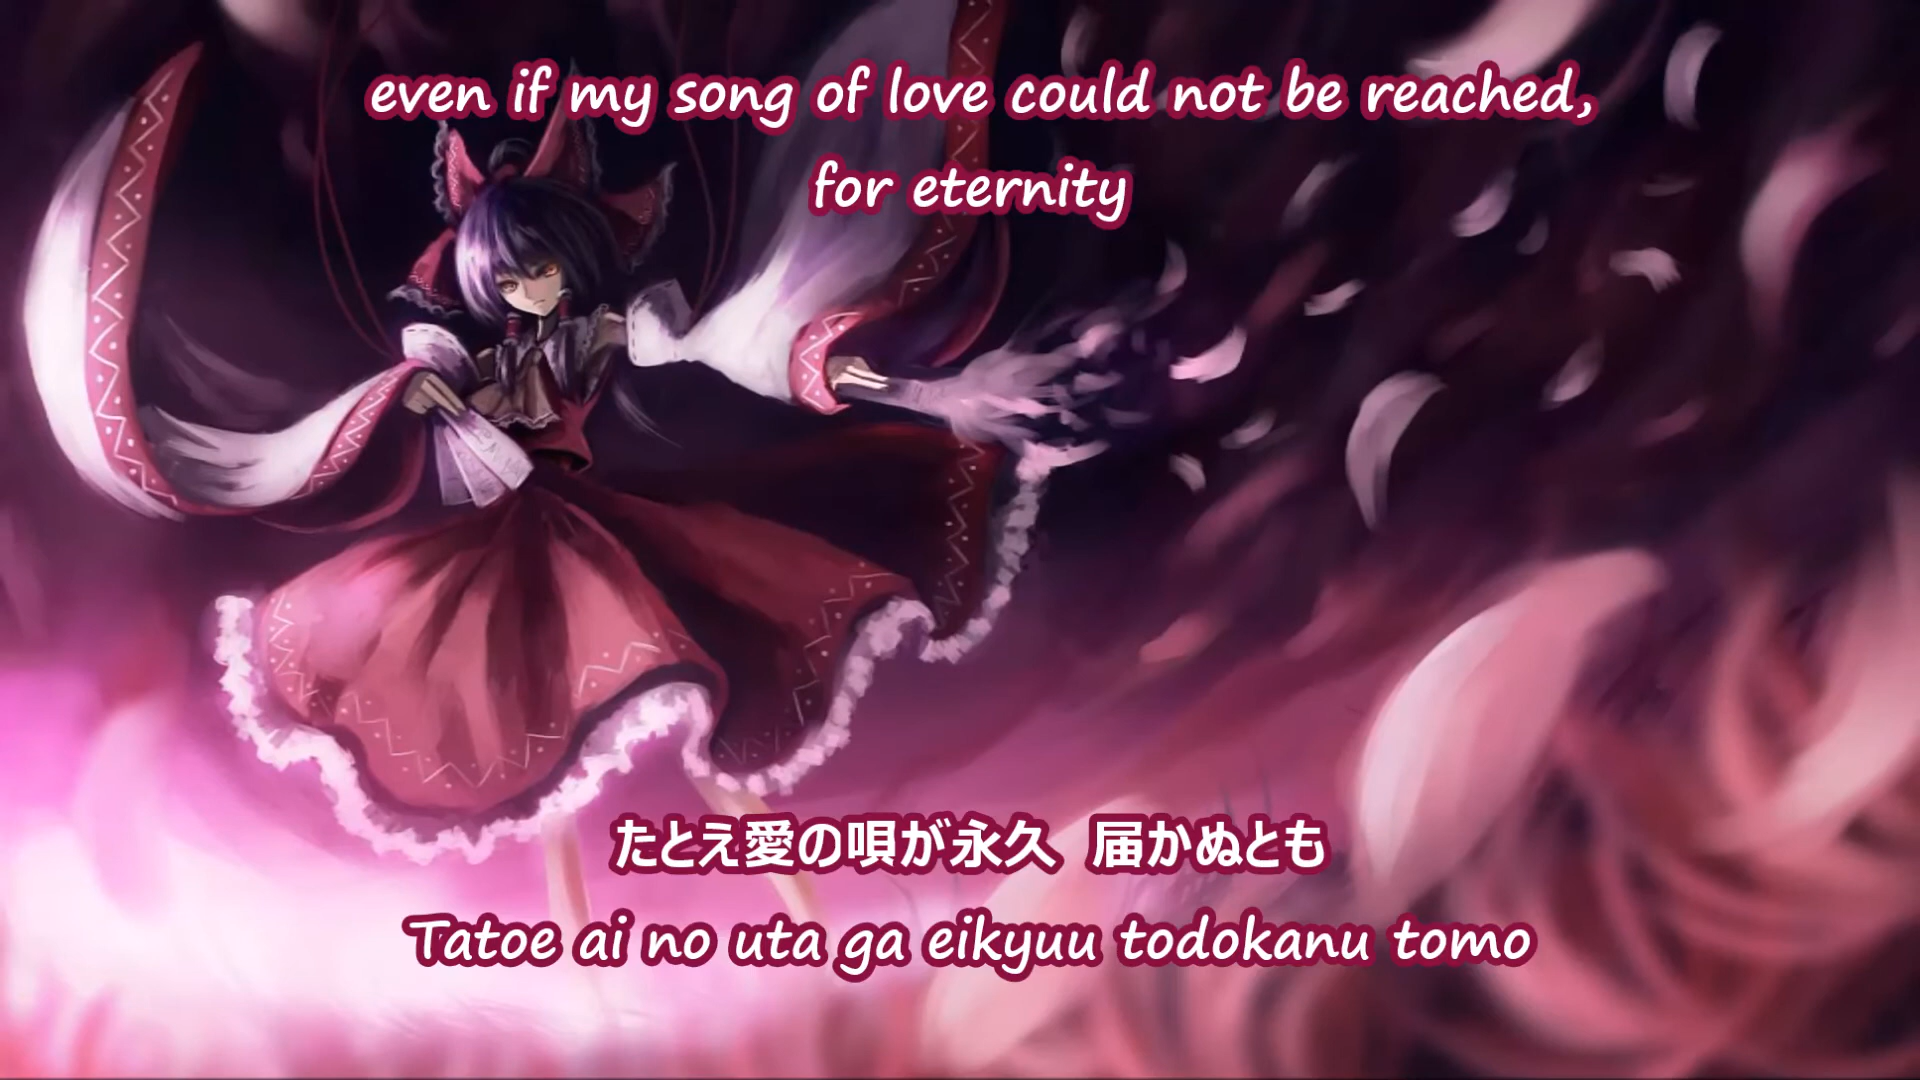 even if my song of love could not be reached,
for eternity
たとえ愛の唄が永久　届かぬとも
Tatoe ai no uta ga eikyuu todokanu tomo